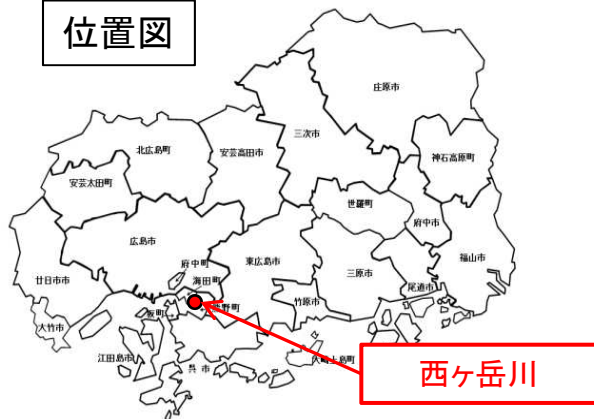 位置図
庄原市
三次市
北広島町
安芸高田市
神石高原町
安芸太田町
世羅町
府中市
広島市
府中町
東広島市
福山市
廿日市市
海田町
三原市
尾道市
竹原市
熊野町
坂町
大竹市
江田島市
大崎上島町
呉市
西ヶ岳川